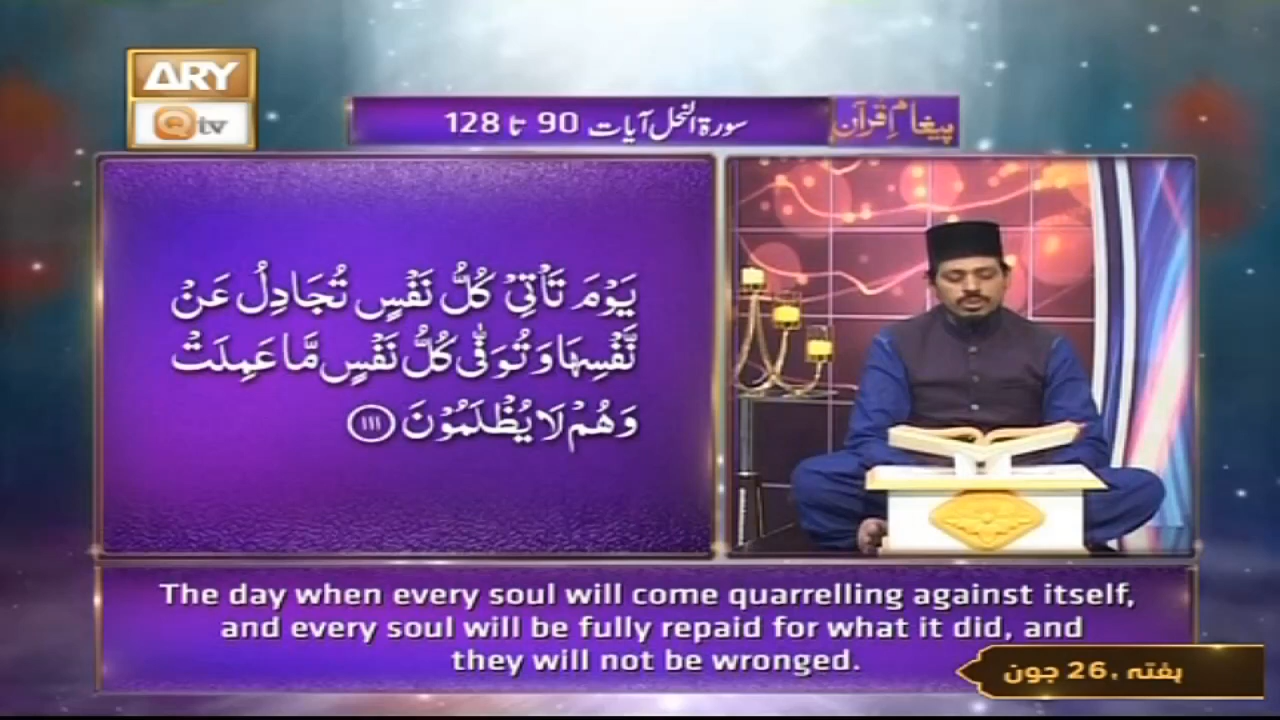 ARY
Qtv
پیغامِ قرآن
سورۃ النحل آیات 90 تا 128
یَوۡمَ تَاۡتِیۡ کُلُّ نَفۡسٍ تُجَادِلُ عَنۡ
نَّفۡسِہَا وَ تُوَفّٰی کُلُّ نَفۡسٍ مَّا عَمِلَتۡ
وَ ہُمۡ لَا یُظۡلَمُوۡنَ ﴿۱۱۱﴾
The day when every soul will come quarrelling against itself,
and every soul will be fully repaid for what it did, and
they will not be wronged.
ہفتہ ، 26 جون